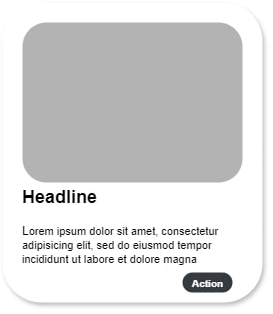 Headline
Lorem ipsum dolor sit amet, consectetur
adipisicing elit, sed do eiusmod tempor
incididunt ut labore et dolore magna
Action